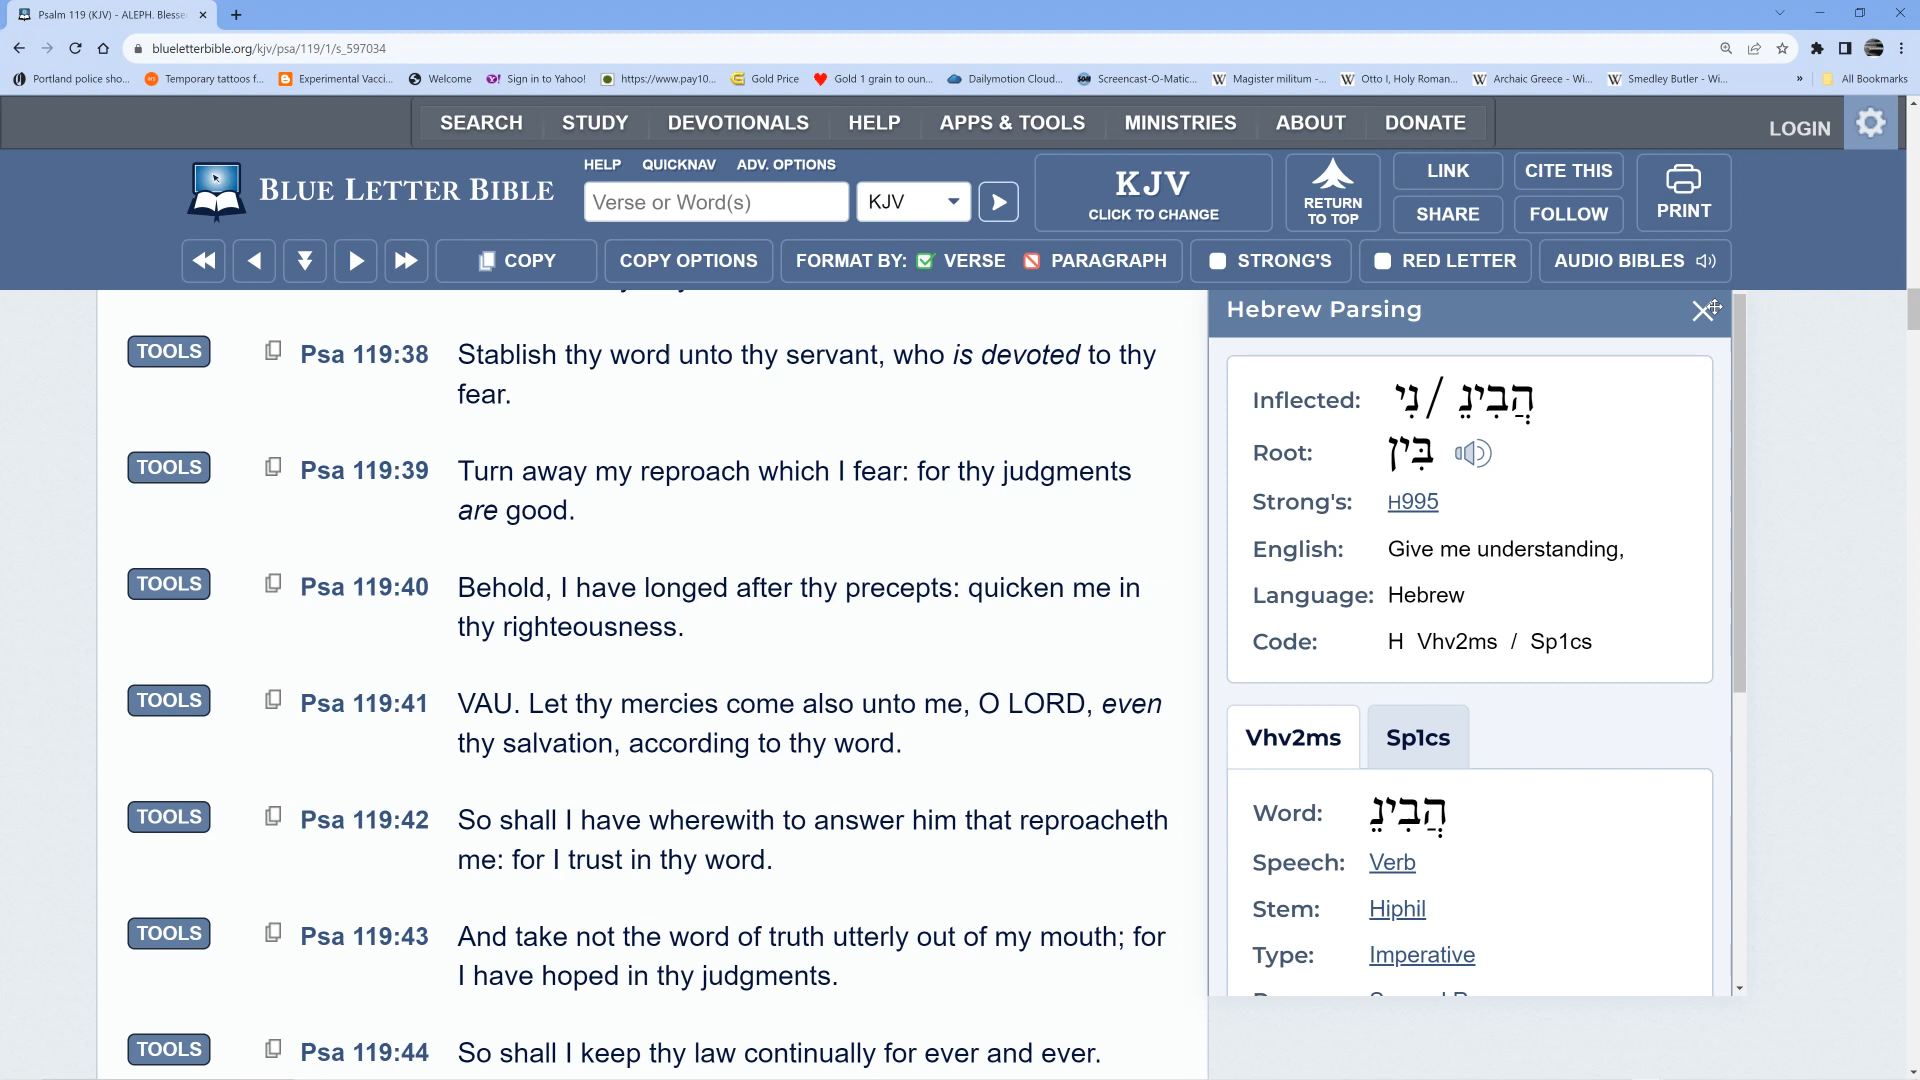 Psalm 119 (KJV) - ALEPH. Blesse
blueletterbible.org/kjv/psa/119/1/s_597034
Portland police sho... Temporary tattoos f... Experimental Vacci... Welcome Sign in to Yahoo! https://www.pay10... Gold Price Gold 1 grain to oun... Dailymotion Cloud... Screencast-O-Matic... Magister militum -... Otto I, Holy Roman... Archaic Greece - Wi... Smedley Butler - Wi... » All Bookmarks
SEARCH STUDY DEVOTIONALS HELP APPS & TOOLS MINISTRIES ABOUT DONATE LOGIN
HELP QUICKNAV ADV. OPTIONS
BLUE LETTER BIBLE
Verse or Word(s) KJV
KJV
CLICK TO CHANGE
RETURN
TO TOP
LINK CITE THIS
SHARE FOLLOW
PRINT
COPY COPY OPTIONS FORMAT BY: VERSE PARAGRAPH STRONG'S RED LETTER AUDIO BIBLES
TOOLS Psa 119:38 Stablish thy word unto thy servant, who is devoted to thy
fear.
TOOLS Psa 119:39 Turn away my reproach which I fear: for thy judgments
are good.
TOOLS Psa 119:40 Behold, I have longed after thy precepts: quicken me in
thy righteousness.
TOOLS Psa 119:41 VAU. Let thy mercies come also unto me, O LORD, even
thy salvation, according to thy word.
TOOLS Psa 119:42 So shall I have wherewith to answer him that reproacheth
me: for I trust in thy word.
TOOLS Psa 119:43 And take not the word of truth utterly out of my mouth; for
I have hoped in thy judgments.
TOOLS Psa 119:44 So shall I keep thy law continually for ever and ever.
Hebrew Parsing
Inflected: הֲבִינֵ / נִי
Root: בִּין
Strong's: H995
English: Give me understanding,
Language: Hebrew
Code: H Vhv2ms / Sp1cs
Vhv2ms Sp1cs
Word: הֲבִינֵ
Speech: Verb
Stem: Hiphil
Type: Imperative